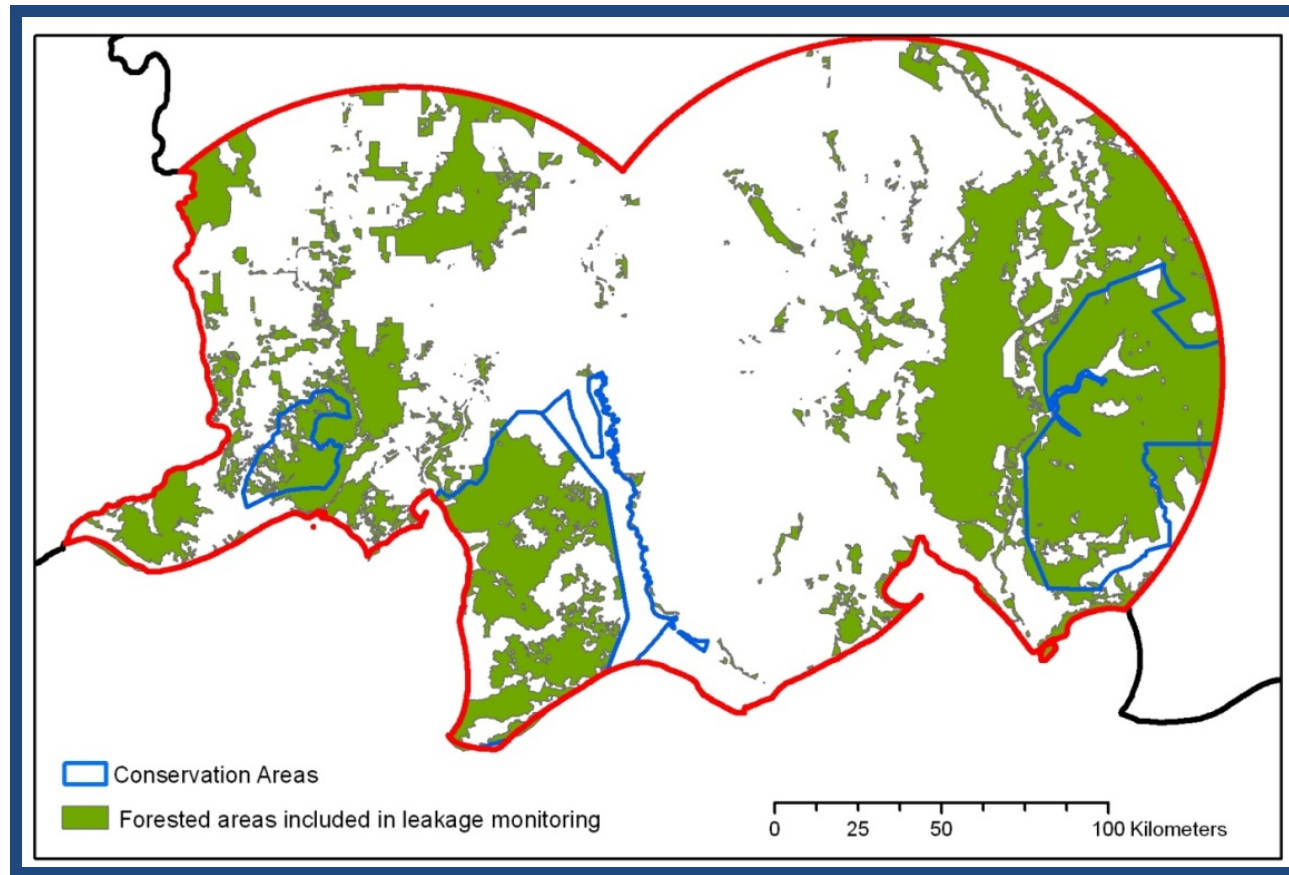 Conservation Areas
Forested areas included in leakage monitoring
0 25 50 100 Kilometers